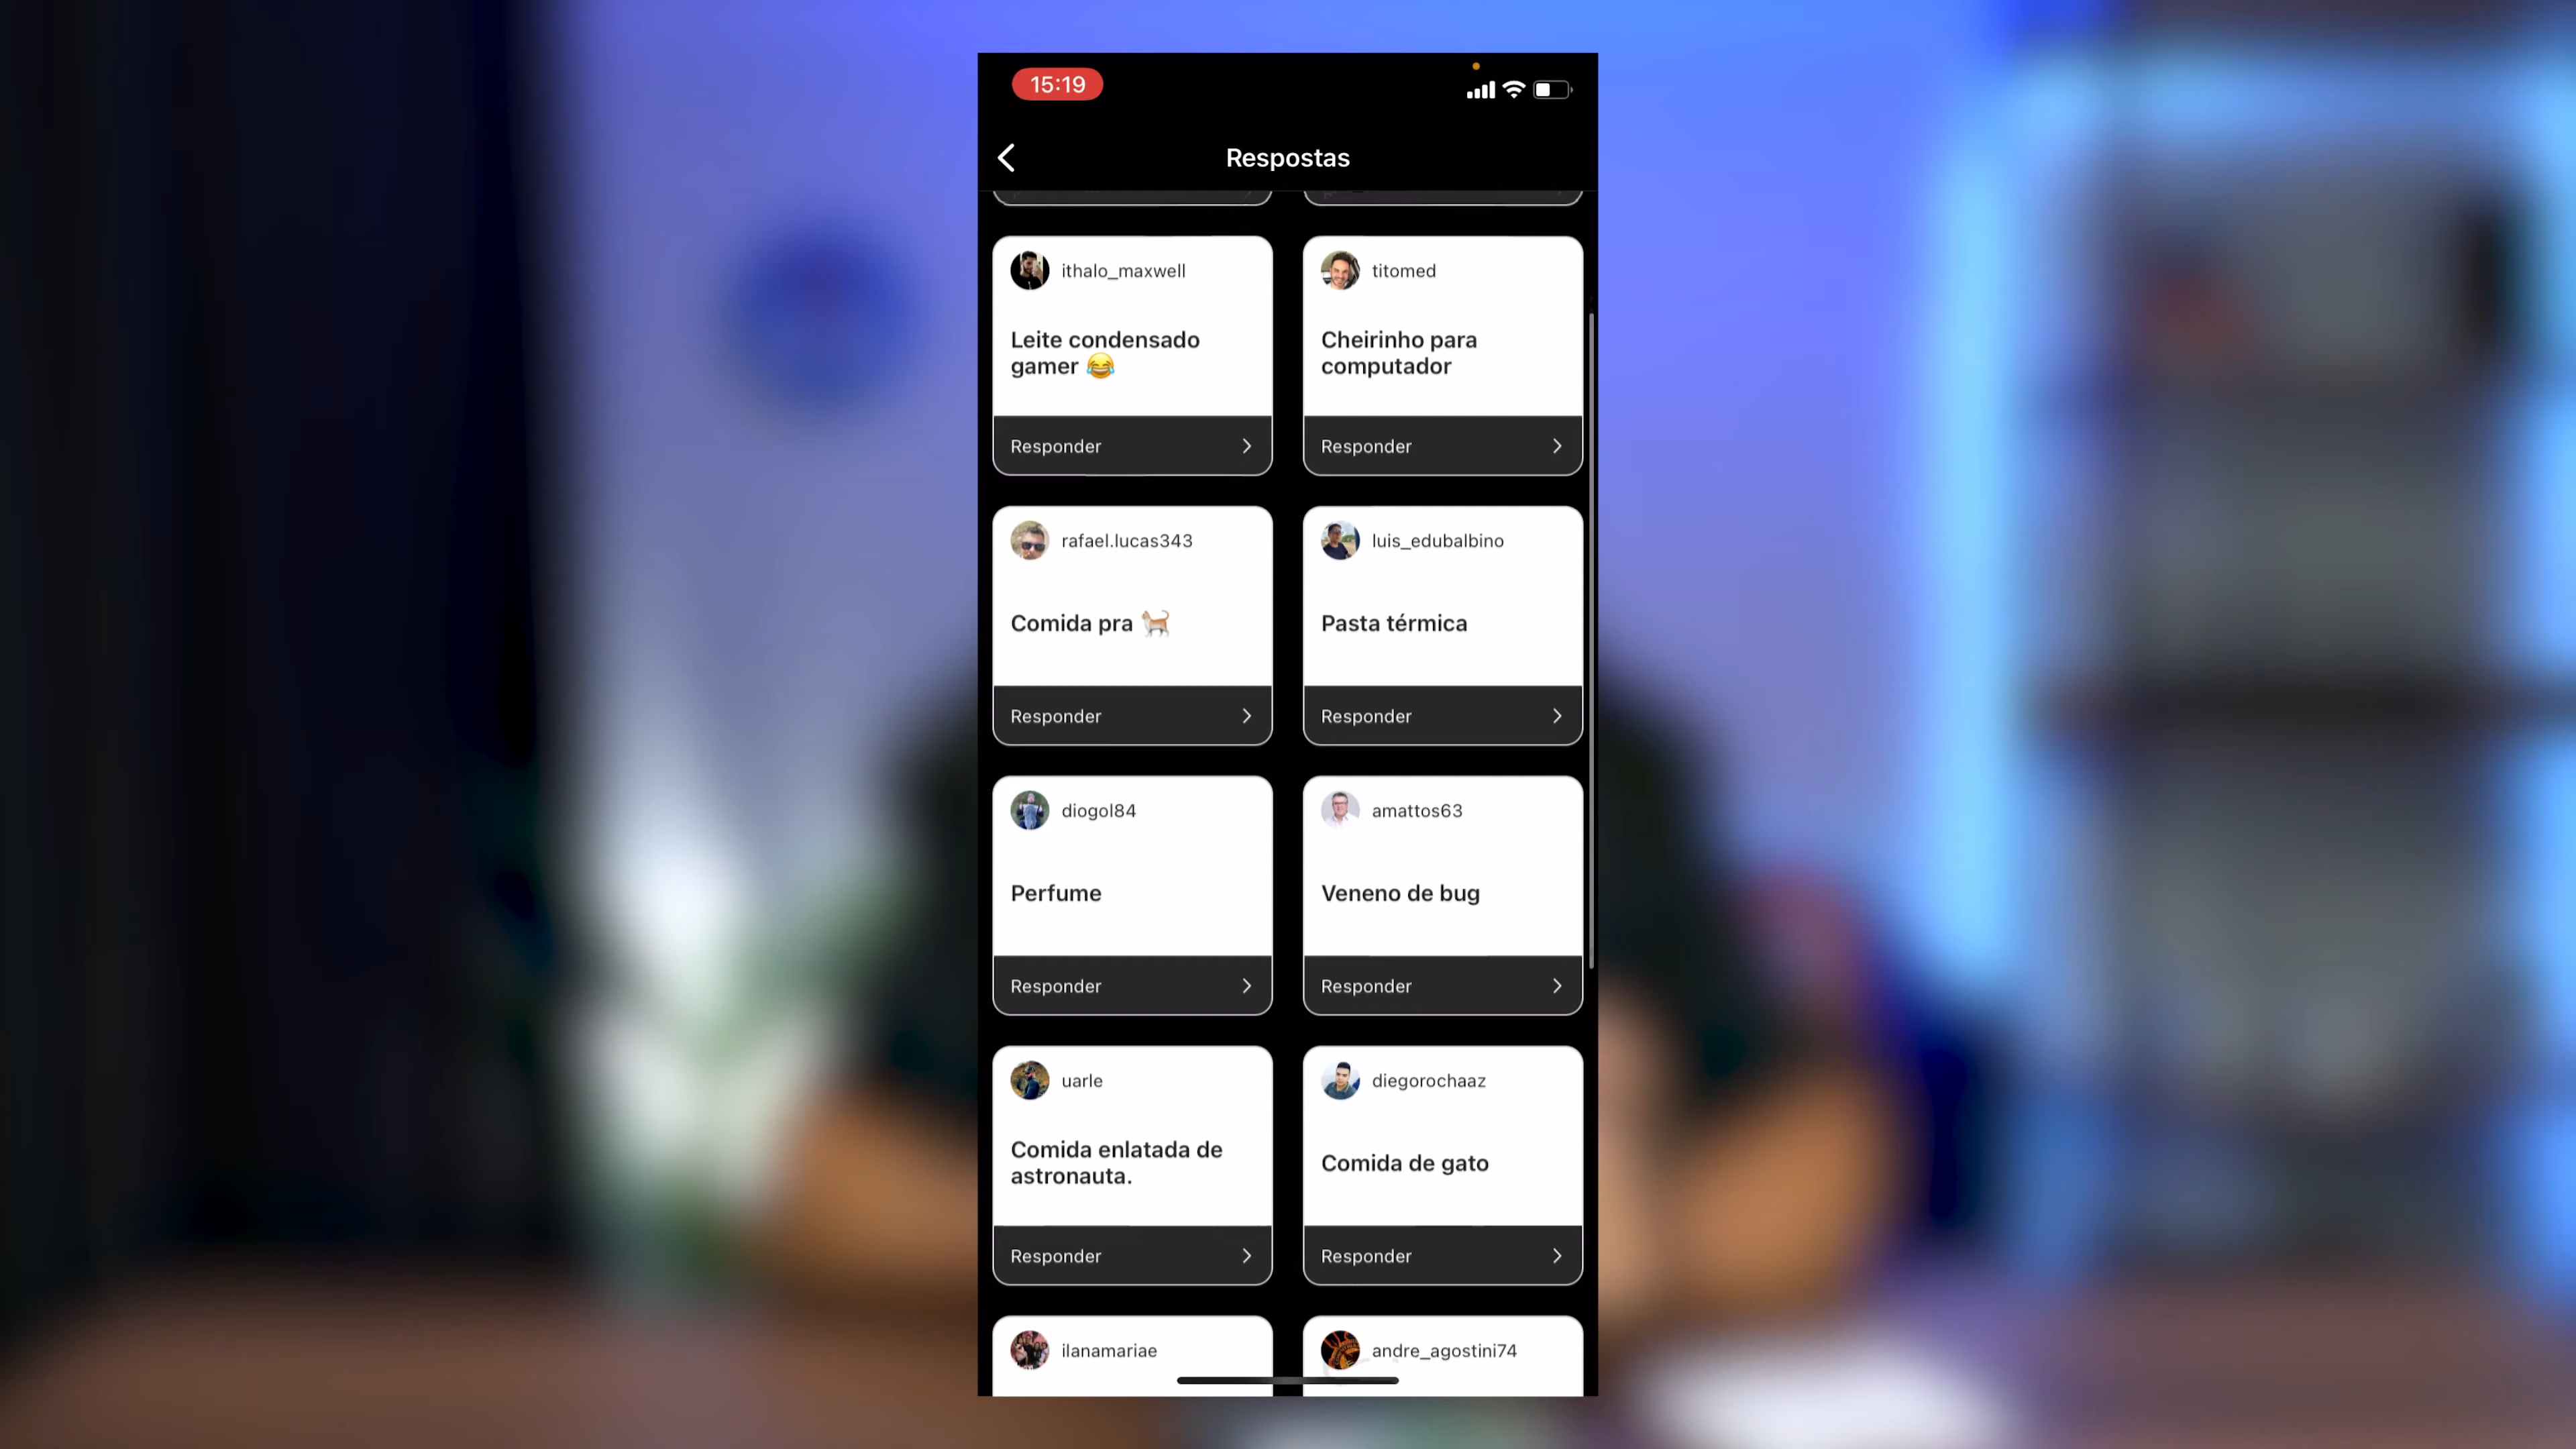 15:19
Respostas
ithalo_maxwell
Leite condensado
gamer 😂
Responder
titomed
Cheirinho para
computador
Responder
rafael.lucas343
Comida pra 🐈
Responder
luis_edubalbino
Pasta térmica
Responder
diogol84
Perfume
Responder
amattos63
Veneno de bug
Responder
uarle
Comida enlatada de
astronauta.
Responder
diegorochaaz
Comida de gato
Responder
ilanamariae
andre_agostini74